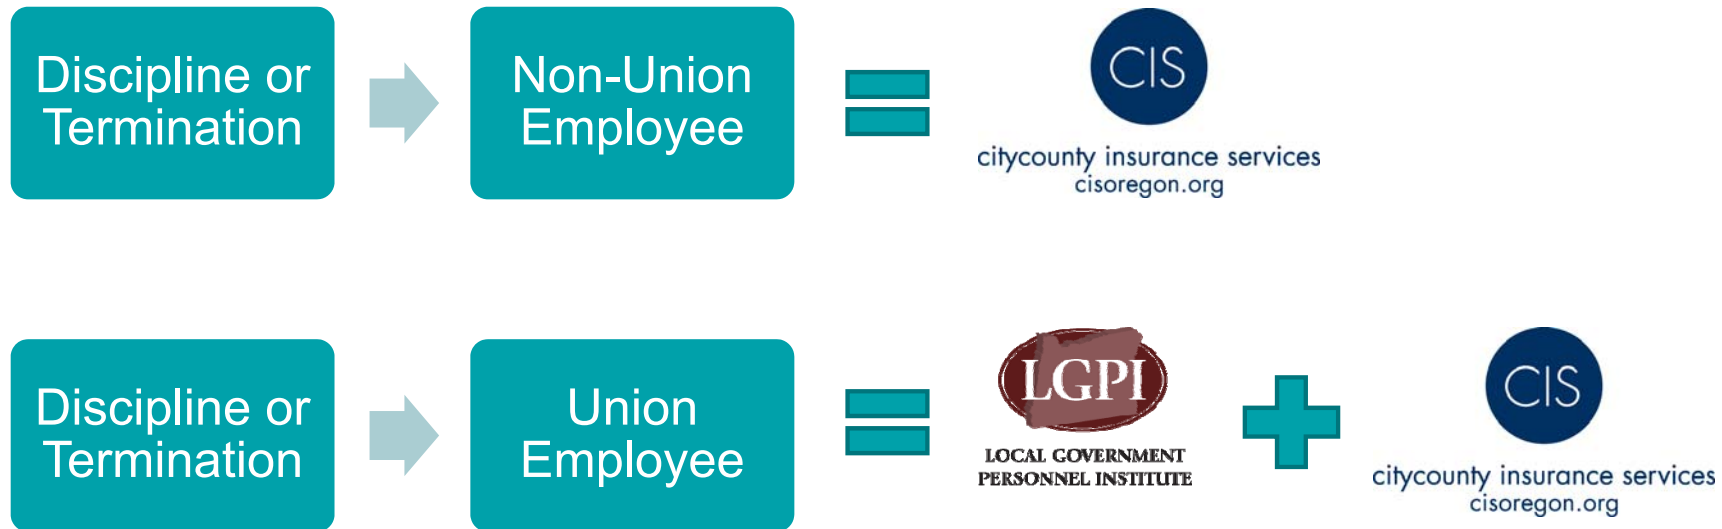 Discipline or
Termination
Non-Union
Employee
CIS
citycounty insurance services
cisoregon.org
Discipline or
Termination
Union
Employee
LGPI
LOCAL GOVERNMENT
PERSONNEL INSTITUTE
CIS
citycounty insurance services
cisoregon.org